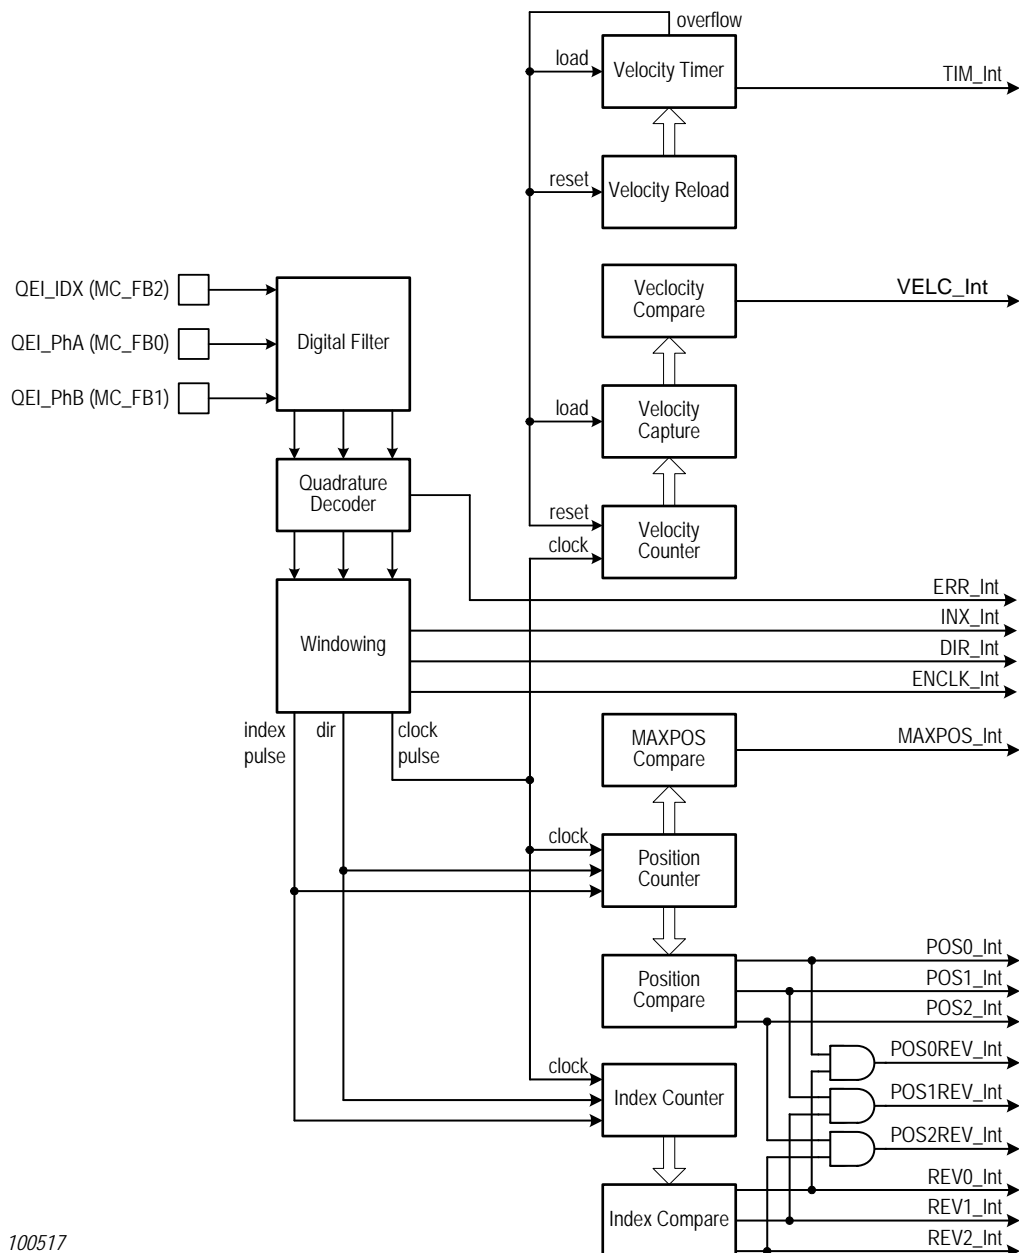 overflow
load
Velocity Timer
TIM_Int
reset
Velocity Reload
QEI_IDX (MC_FB2)
QEI_PhA (MC_FB0)
QEI_PhB (MC_FB1)
Digital Filter
Veclocity
Compare
VELC_Int
load
Velocity
Capture
Quadrature
Decoder
reset
clock
Velocity
Counter
ERR_Int
INX_Int
DIR_Int
ENCLK_Int
Windowing
index
pulse
dir
clock
pulse
MAXPOS
Compare
MAXPOS_Int
clock
Position
Counter
Position
Compare
POS0_Int
POS1_Int
POS2_Int
POS0REV_Int
POS1REV_Int
POS2REV_Int
clock
Index Counter
Index Compare
REV0_Int
REV1_Int
REV2_Int
100517